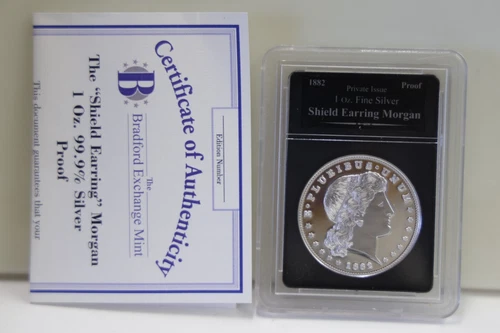 Certificate of Authenticity
B
The
Bradford Exchange Mint
The "Shield Earring" Morgan
1 Oz. 99.9% Silver
Proof
This document guarantees that your
Edition Number
1882 Private Issue Proof
1 oz. Fine Silver
Shield Earring Morgan
E·PLURIBUS·UNUM
1882